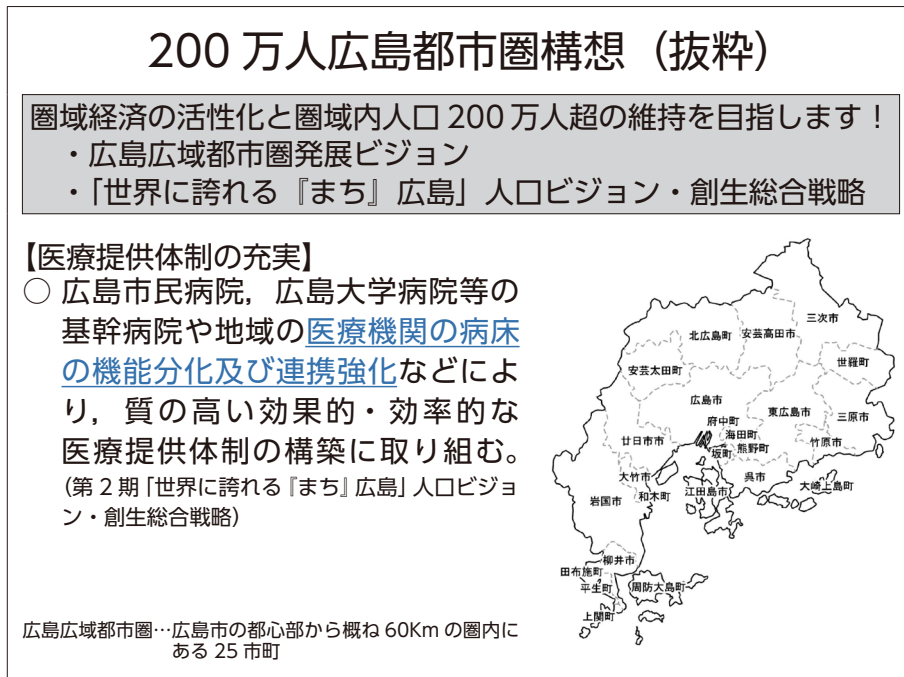 200 万人広島都市圏構想（抜粋）
圏域経済の活性化と圏域内人口 200 万人超の維持を目指します！
・広島広域都市圏発展ビジョン
・「世界に誇れる『まち』広島」人口ビジョン・創生総合戦略
【医療提供体制の充実】
○ 広島市民病院，広島大学病院等の
基幹病院や地域の医療機関の病床
の機能分化及び連携強化などによ
り，質の高い効果的・効率的な
医療提供体制の構築に取り組む。
（第 2 期「世界に誇れる『まち』広島」人口ビジョ
ン・創生総合戦略）
三次市
北広島町
安芸高田市
世羅町
安芸太田町
広島市
府中町
東広島市
三原市
海田町
廿日市市
坂町
熊野町
竹原市
大竹市
呉市
岩国市
和木町
江田島市
大崎上島町
柳井市
田布施町
平生町
周防大島町
上関町
広島広域都市圏…広島市の都心部から概ね 60Km の圏内に
ある 25 市町